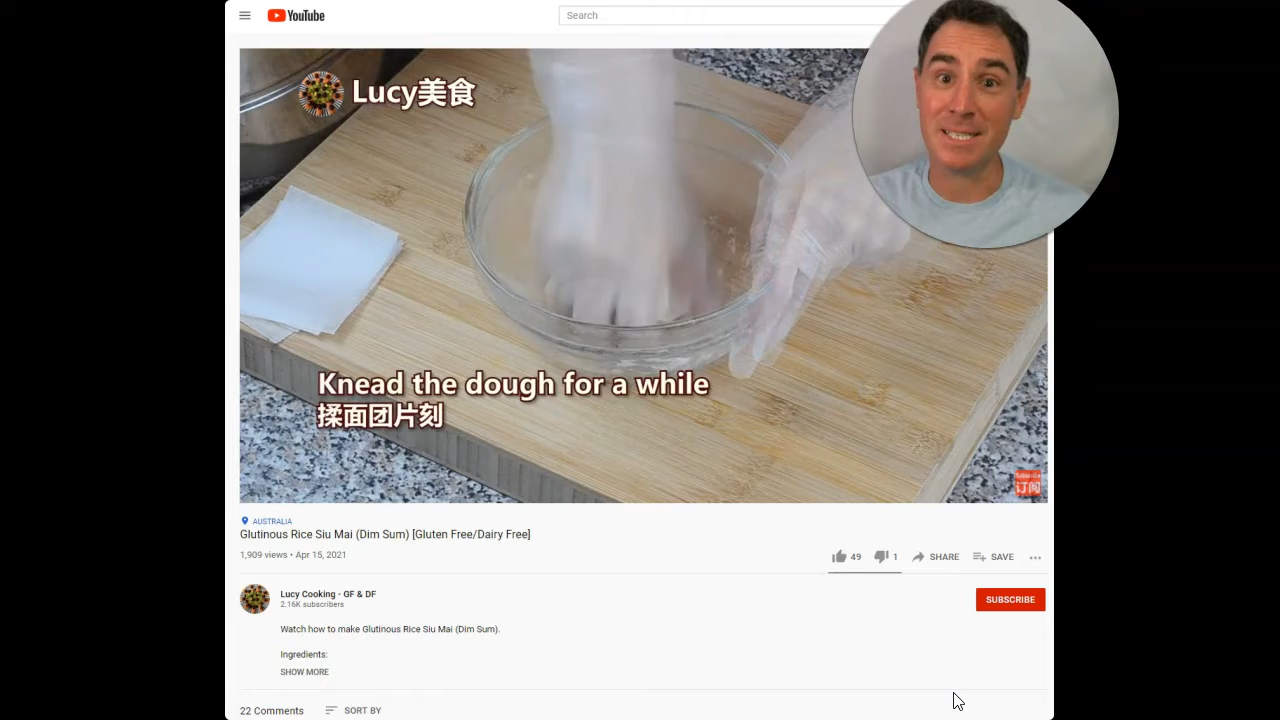 YouTube
Search
Lucy美食
Knead the dough for a while
揉面团片刻
订阅
AUSTRALIA
Glutinous Rice Siu Mai (Dim Sum) [Gluten Free/Dairy Free]
1,909 views • Apr 15, 2021
49
1
SHARE
SAVE
Lucy Cooking - GF & DF
2.16K subscribers
SUBSCRIBE
Watch how to make Glutinous Rice Siu Mai (Dim Sum).
Ingredients:
SHOW MORE
22 Comments
SORT BY